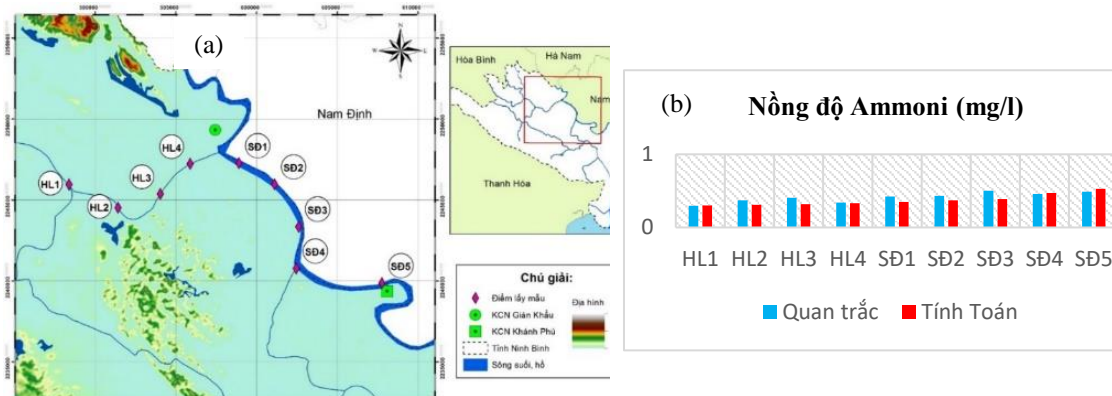 (a)
Nam Định
HL4
SĐ1
SĐ2
HL3
HL1
HL2
SĐ3
SĐ4
SĐ5
Hòa Bình
Hà Nam
Nam
Thanh Hóa
Chú giải:
Điểm lấy mẫu
Địa hình
KCN Gián Khẩu
KCN Khánh Phú
Tỉnh Ninh Bình
Sông suối, hồ
(b)
Nồng độ Ammoni (mg/l)
1
0
HL1 HL2 HL3 HL4 SĐ1 SĐ2 SĐ3 SĐ4 SĐ5
Quan trắc Tính Toán